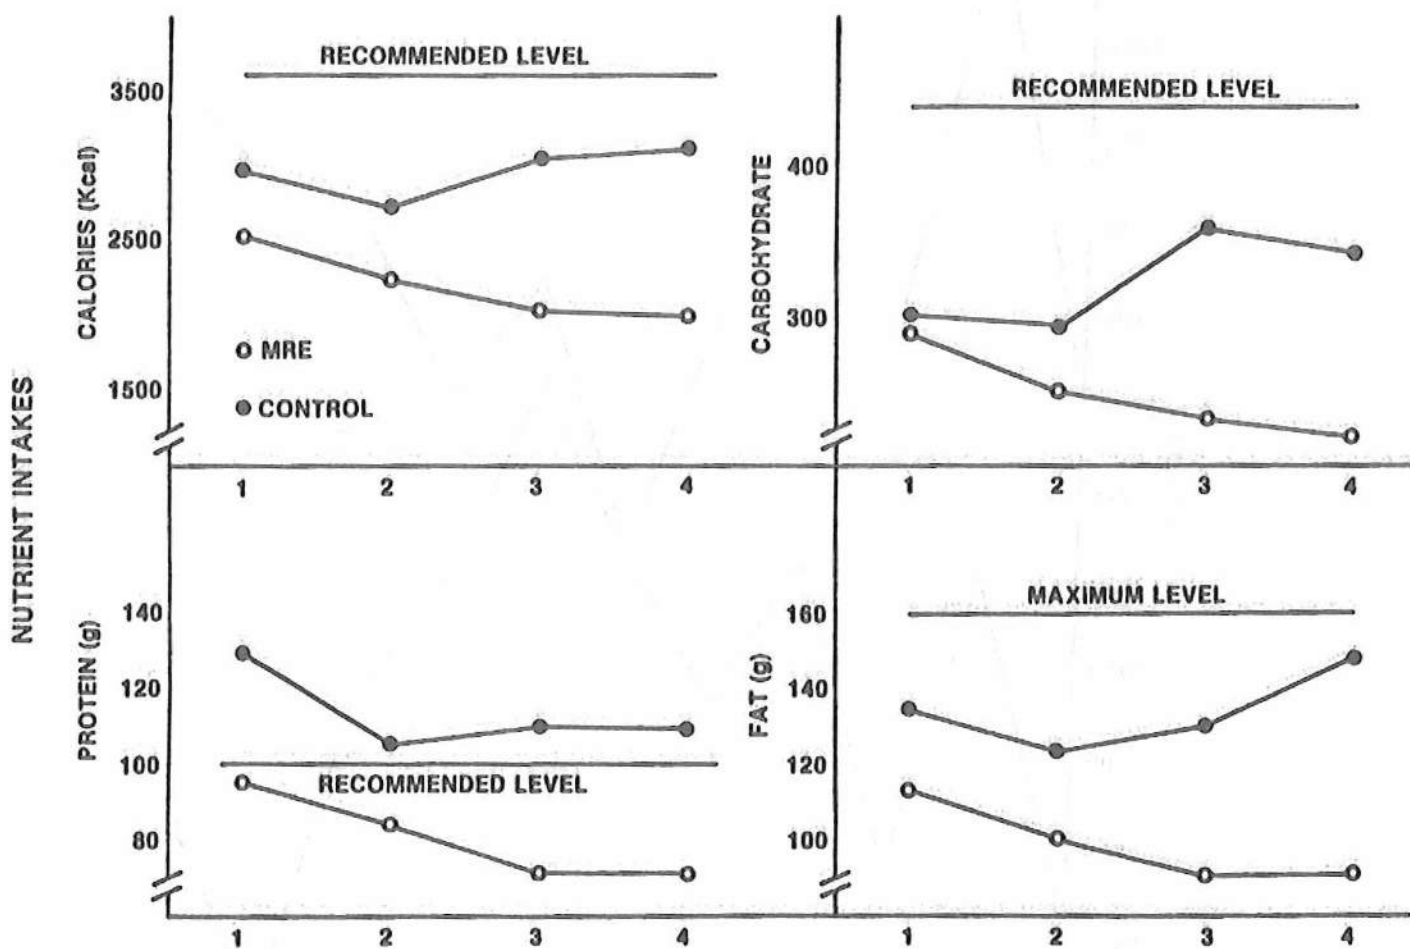 NUTRIENT INTAKES
CALORIES (Kcal)
RECOMMENDED LEVEL
3500
2500
1500
MRE
CONTROL
1 2 3 4
CARBOHYDRATE
RECOMMENDED LEVEL
400
300
1 2 3 4
PROTEIN (g)
140
120
100
80
RECOMMENDED LEVEL
1 2 3 4
FAT (g)
MAXIMUM LEVEL
160
140
120
100
1 2 3 4